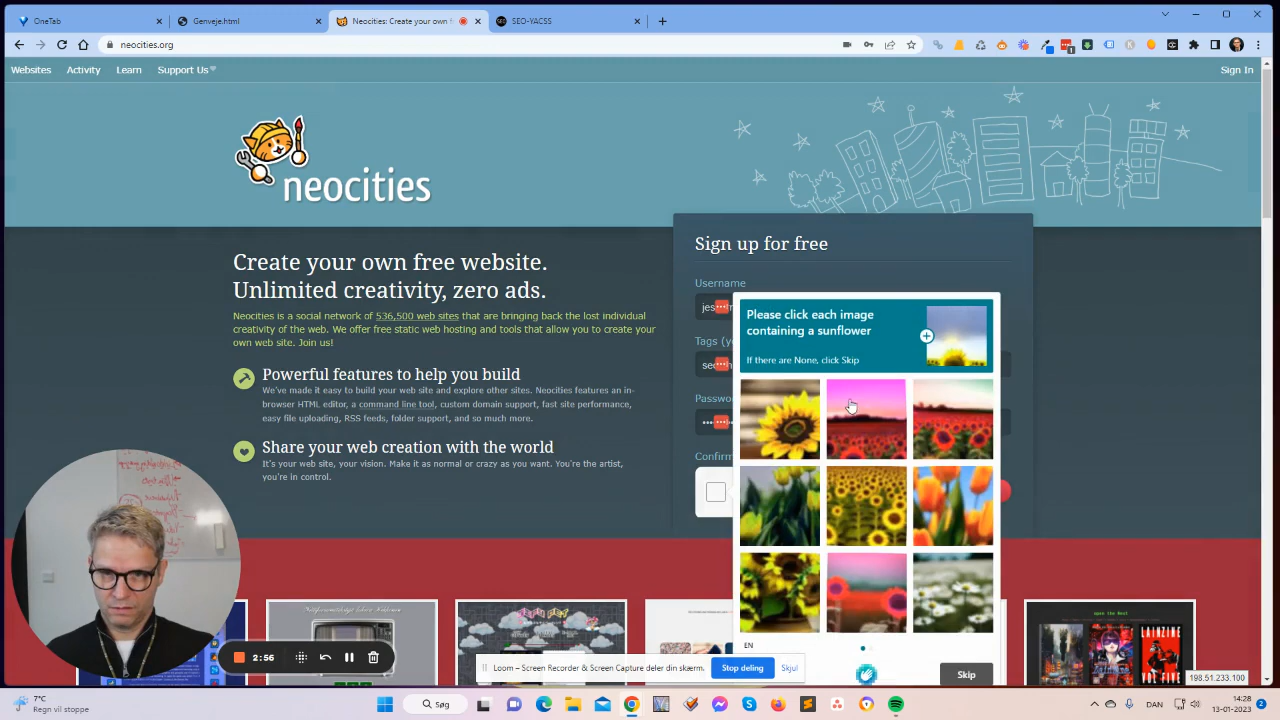 OneTab
Genveje.html
Neocities: Create your own f
SEO-YACSS
neocities.org
Websites
Activity
Learn
Support Us
Sign In
neocities
Sign up for free
Create your own free website.
Unlimited creativity, zero ads.
Username
Neocities is a social network of 536,500 web sites that are bringing back the lost individual
creativity of the web. We offer free static web hosting and tools that allow you to create your
own web site. Join us!
Please click each image
containing a sunflower
If there are None, click Skip
Powerful features to help you build
We've made it easy to build your web site and explore other sites. Neocities features an in-
browser HTML editor, a command line tool, custom domain support, fast site performance,
easy file uploading, RSS feeds, folder support, and so much more.
Share your web creation with the world
It's your web site, your vision. Make it as normal or crazy as you want. You're the artist,
you're in control.
EN
Skip
2:56
Loom – Screen Recorder & Screen Capture deler din skærm.
Stop deling
Skjul
LAINZINE
VOL FIVE
198.51.233.100
7°C
Regn vil stoppe
Søg
DAN
14:28
13-01-2023